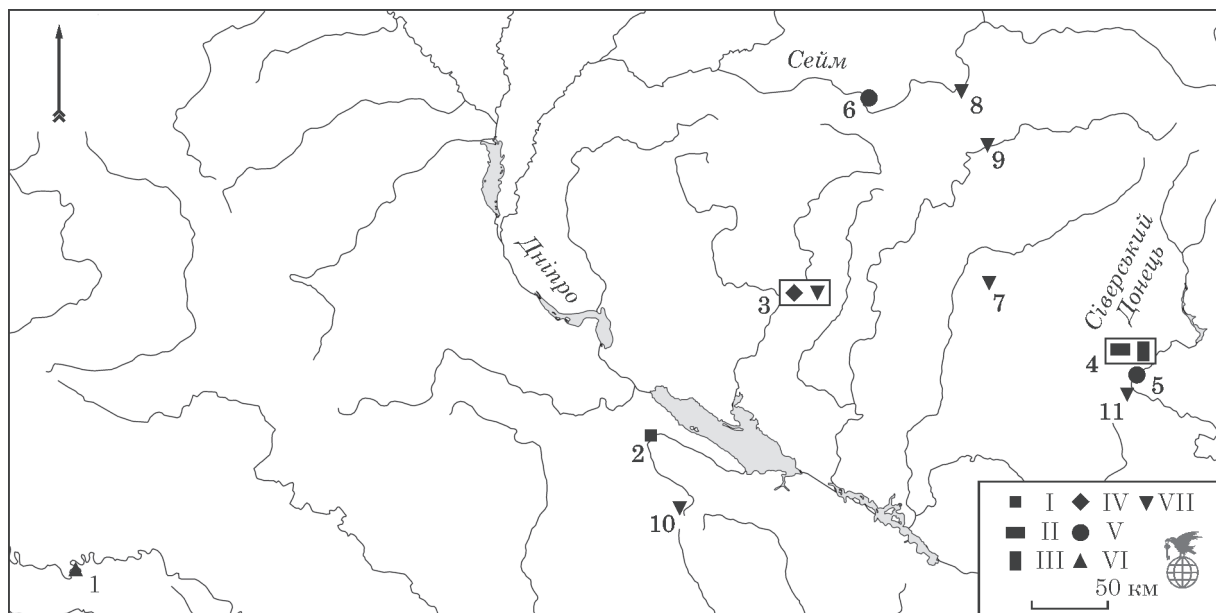 Сейм
6
8
9
Дніпро
Сіверський
Донець
3
7
4
5
11
2
10
1
I IV VII
II V
III VI
50 км